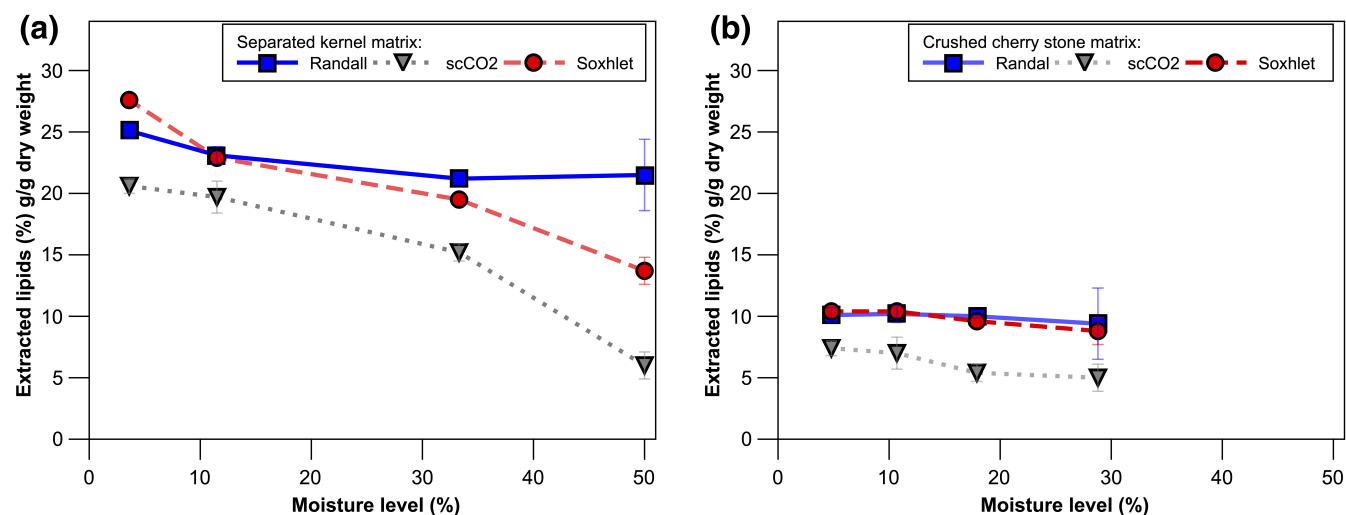 (a)
Separated kernel matrix:
Randall scCO2 Soxhlet
Extracted lipids (%) g/g dry weight
30
25
20
15
10
5
0
0 10 20 30 40 50
Moisture level (%)
(b)
Crushed cherry stone matrix:
Randal scCO2 Soxhlet
Extracted lipids (%) g/g dry weight
30
25
20
15
10
5
0
0 10 20 30 40 50
Moisture level (%)